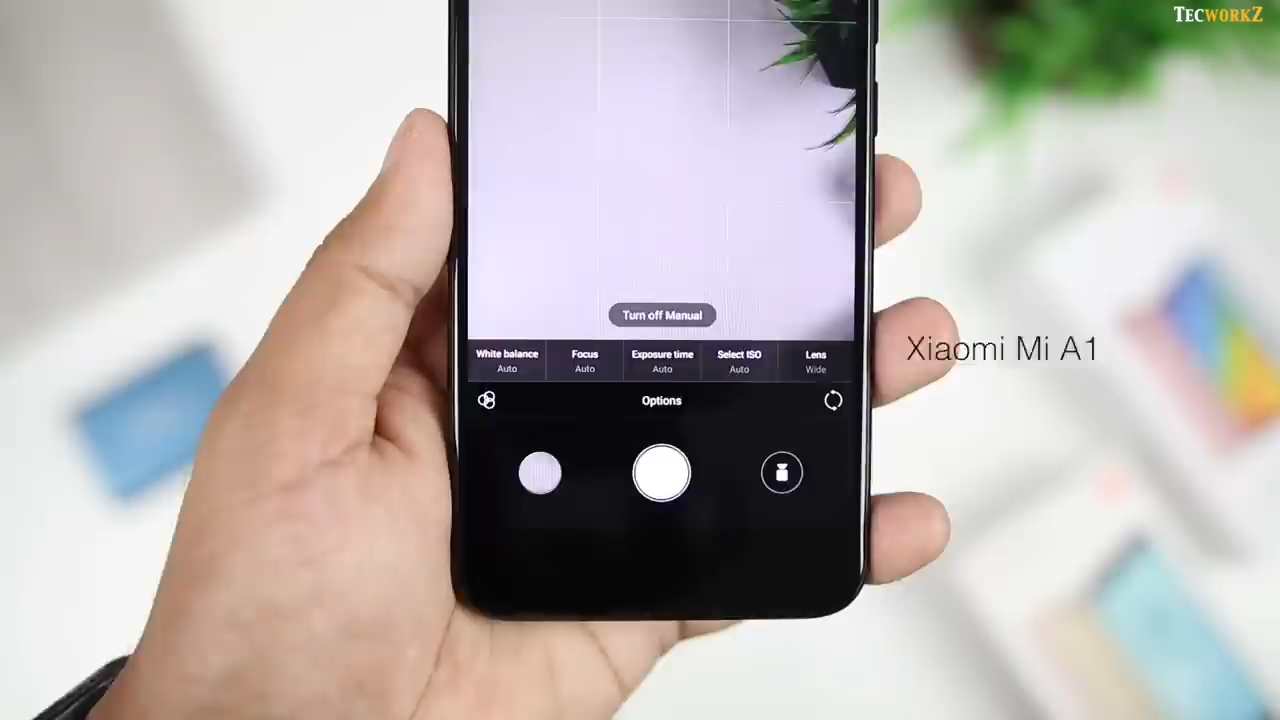 TECWORKZ
Turn off Manual
White balance Focus Exposure time Select ISO Lens
Auto Auto Auto Auto Wide
Options
Xiaomi Mi A1